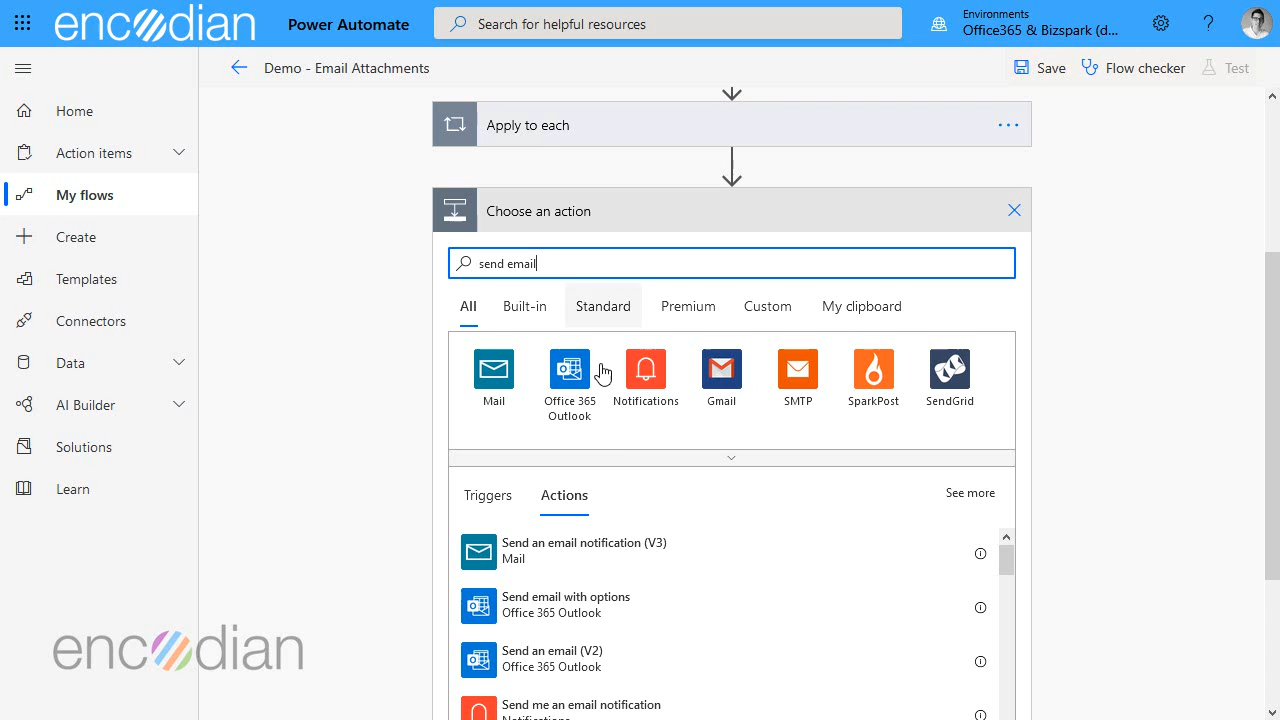 encodian
Power Automate
Search for helpful resources
Environments
Office365 & Bizspark (d...
?
Demo - Email Attachments
Save
Flow checker
Test
Home
Action items
My flows
Create
Templates
Connectors
Data
AI Builder
Solutions
Learn
Apply to each
...
Choose an action
send email
All
Built-in
Standard
Premium
Custom
My clipboard
Mail
Office 365
Outlook
Notifications
Gmail
SMTP
SparkPost
SendGrid
Triggers
Actions
See more
Send an email notification (V3)
Mail
Send email with options
Office 365 Outlook
Send an email (V2)
Office 365 Outlook
Send me an email notification
Notifications
encodian